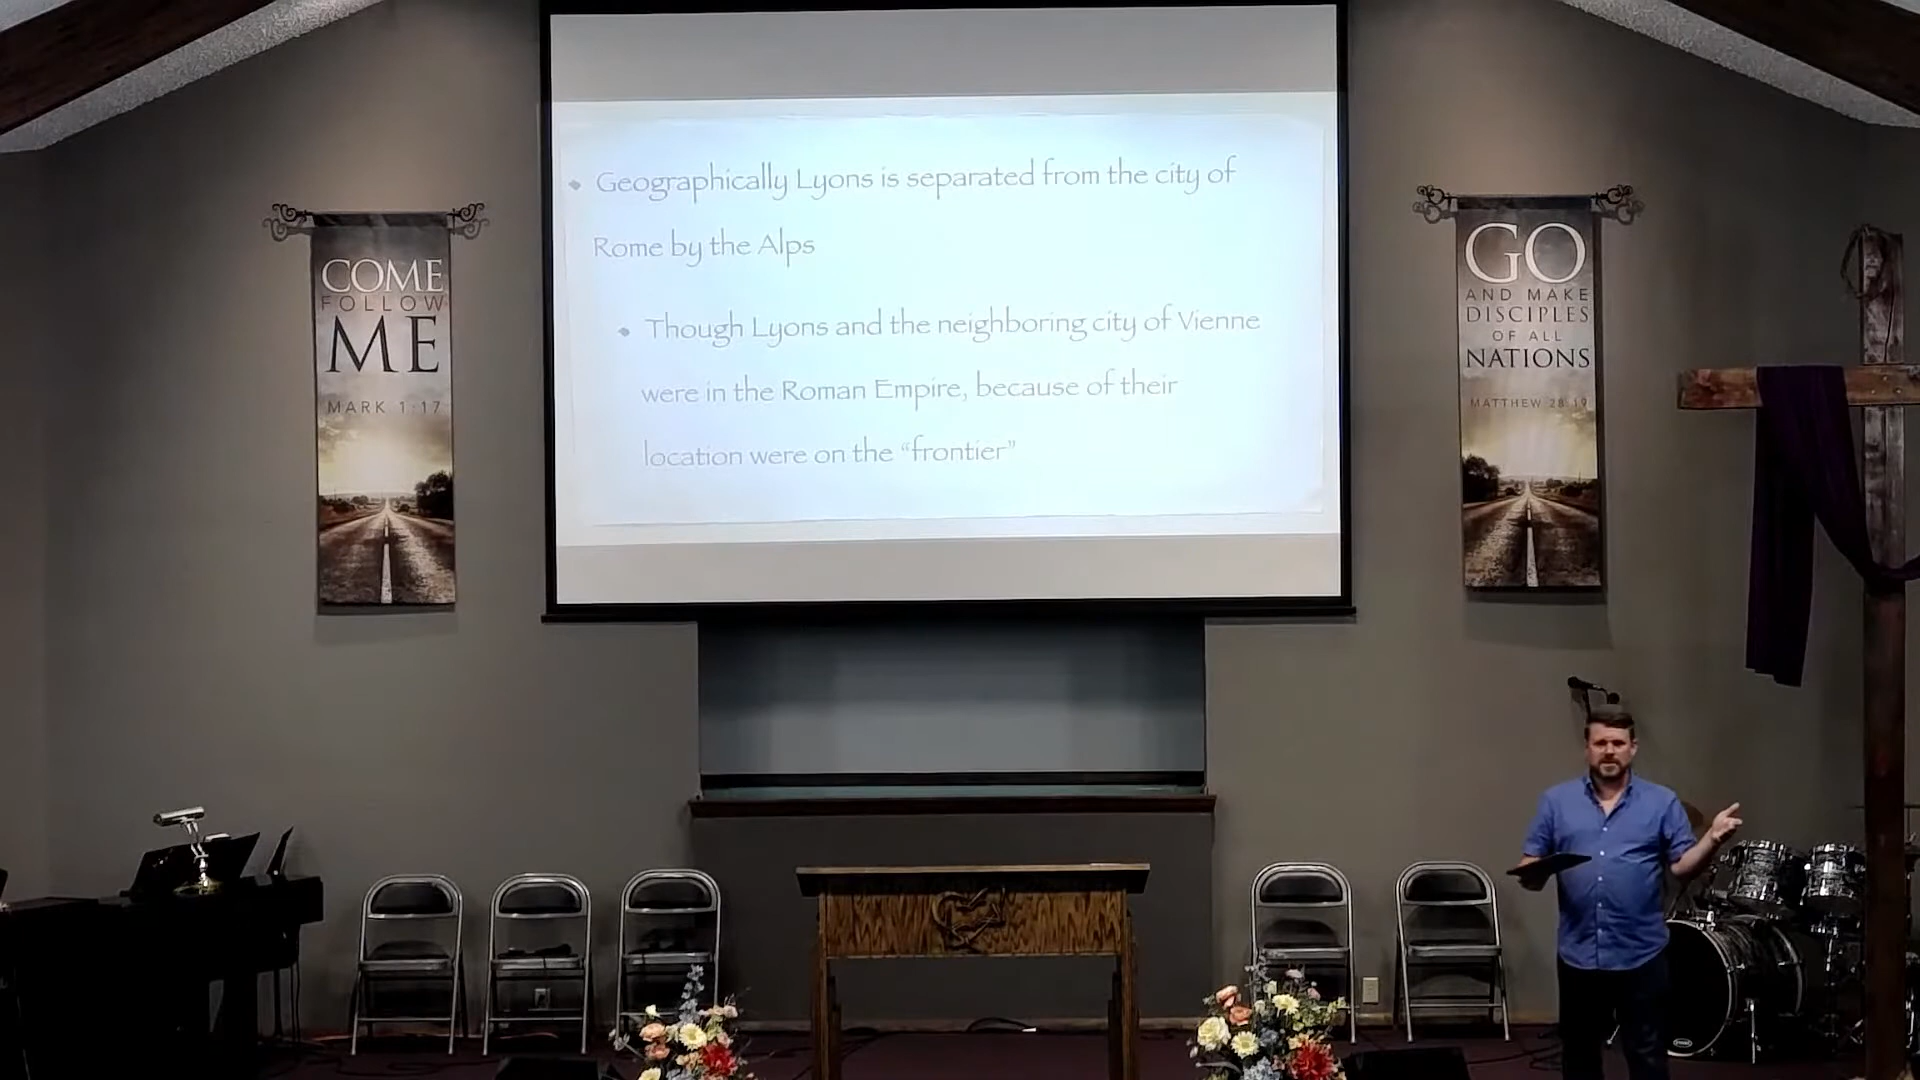 Geographically Lyons is separated from the city of
Rome by the Alps
Though Lyons and the neighboring city of Vienne
were in the Roman Empire, because of their
location were on the “frontier”
COME
FOLLOW
ME
MARK 1:17
GO
AND MAKE
DISCIPLES
OF ALL
NATIONS
MATTHEW 28:19